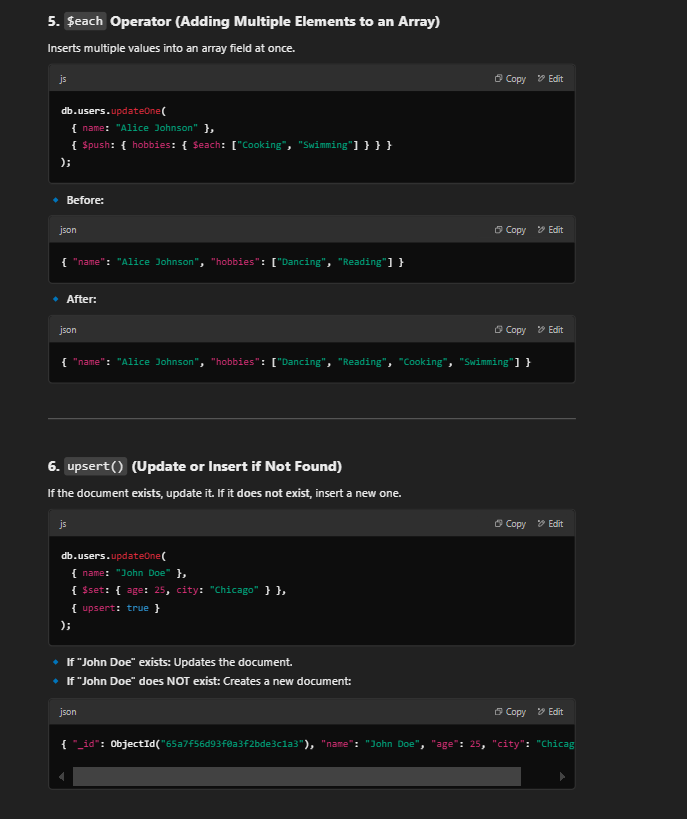 5. $each Operator (Adding Multiple Elements to an Array)
Inserts multiple values into an array field at once.
js Copy Edit
db.users.updateOne(
{ name: "Alice Johnson" },
{ $push: { hobbies: { $each: ["Cooking", "Swimming"] } } }
);
Before:
json Copy Edit
{ "name": "Alice Johnson", "hobbies": ["Dancing", "Reading"] }
After:
json Copy Edit
{ "name": "Alice Johnson", "hobbies": ["Dancing", "Reading", "Cooking", "Swimming"] }
6. upsert() (Update or Insert if Not Found)
If the document exists, update it. If it does not exist, insert a new one.
js Copy Edit
db.users.updateOne(
{ name: "John Doe" },
{ $set: { age: 25, city: "Chicago" } },
{ upsert: true }
);
If "John Doe" exists: Updates the document.
If "John Doe" does NOT exist: Creates a new document:
json Copy Edit
{ "_id": ObjectId("65a7f56d93f0a3f2bde3c1a3"), "name": "John Doe", "age": 25, "city": "Chicag